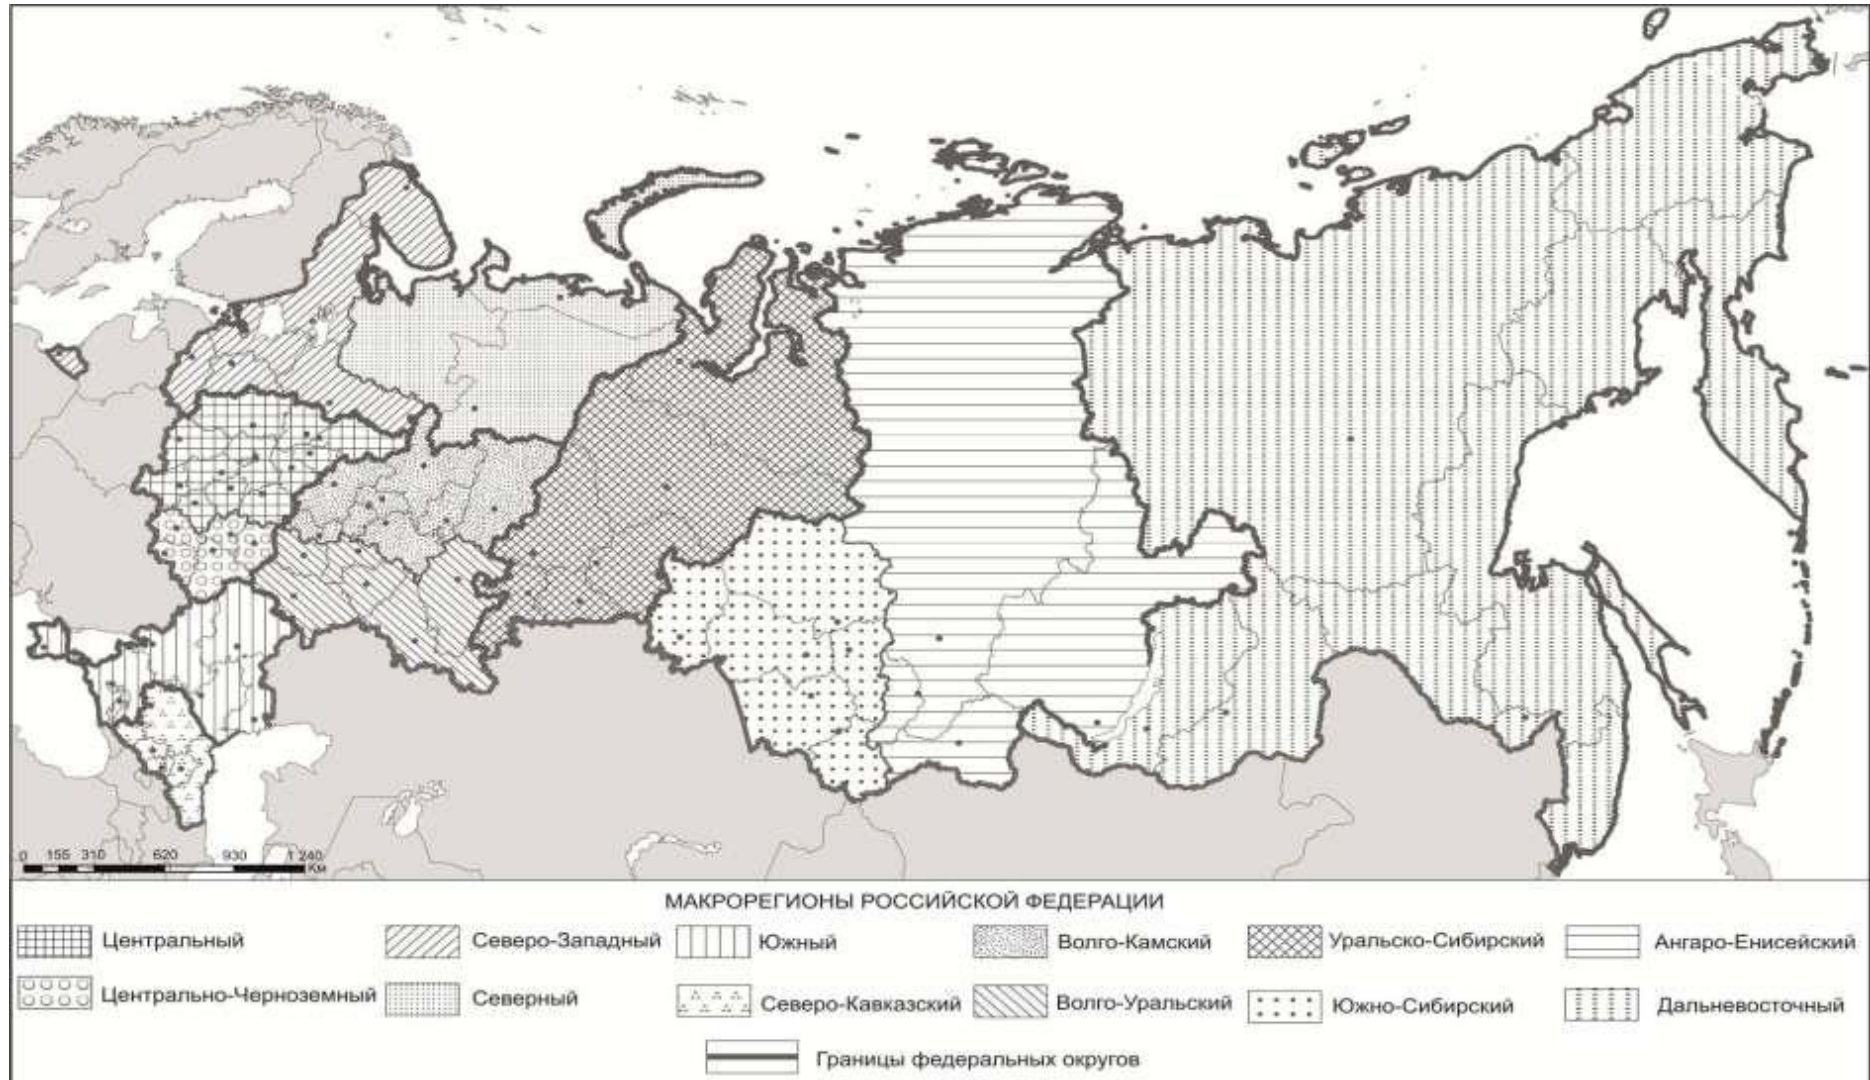 0 155 310 620 930 1 240
Км
МАКРОРЕГИОНЫ РОССИЙСКОЙ ФЕДЕРАЦИИ
Центральный Северо-Западный Южный Волго-Камский Уральско-Сибирский Ангаро-Енисейский
Центрально-Черноземный Северный Северо-Кавказский Волго-Уральский Южно-Сибирский Дальневосточный
Границы федеральных округов